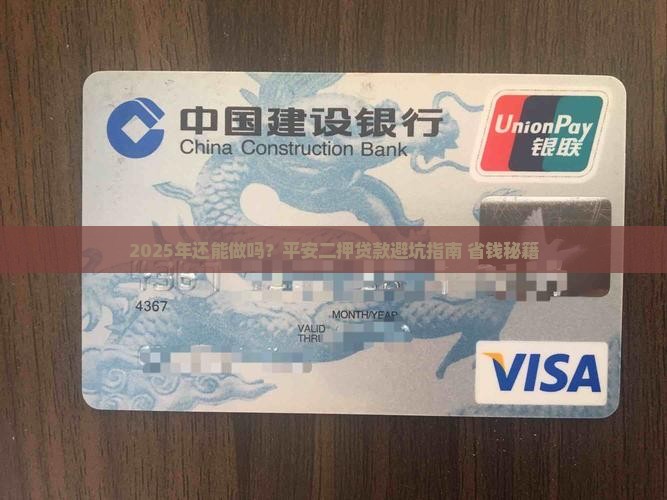 中国建设银行
China Construction Bank
UnionPay
银联
2025年还能做吗？平安二押贷款避坑指南 省钱秘籍
4367
MONTH/YEAR
VALID
THRU
VISA